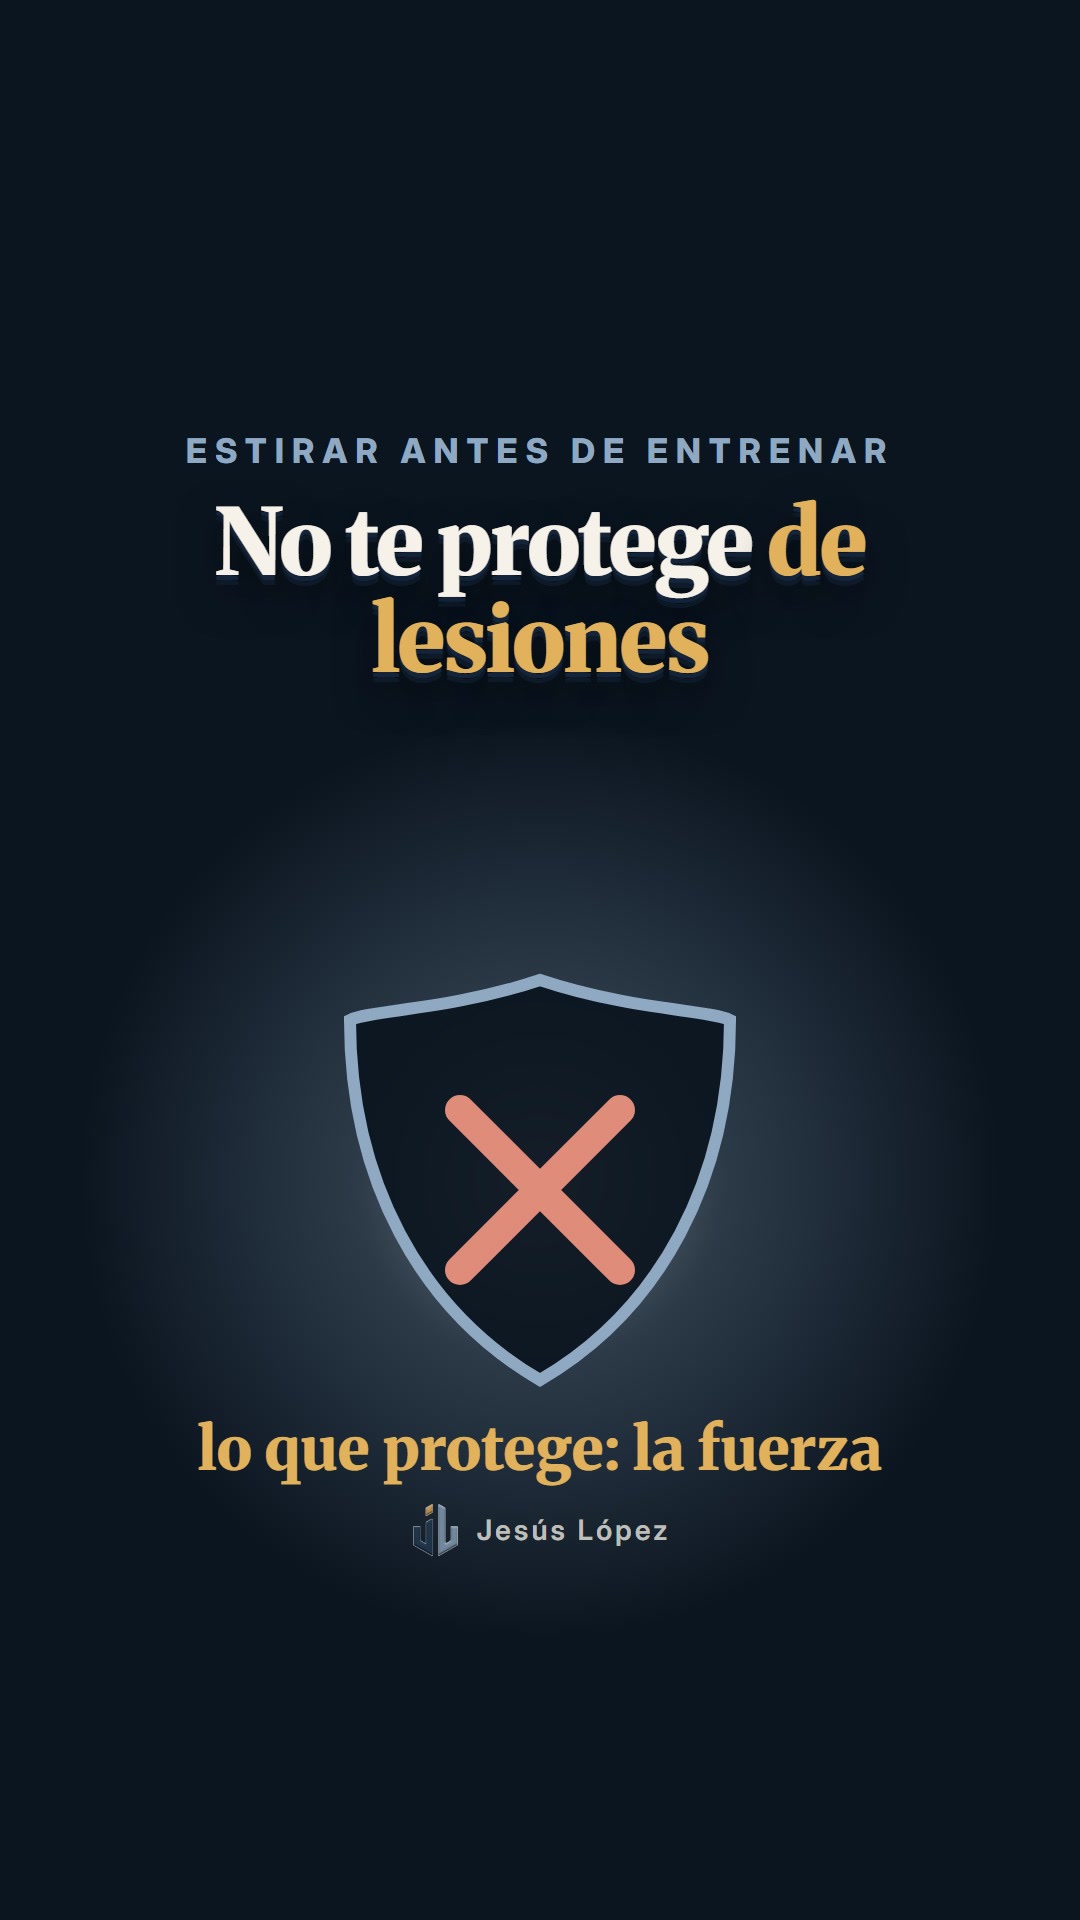 ESTIRAR ANTES DE ENTRENAR
No te protege de
lesiones
lo que protege: la fuerza
Jesús López